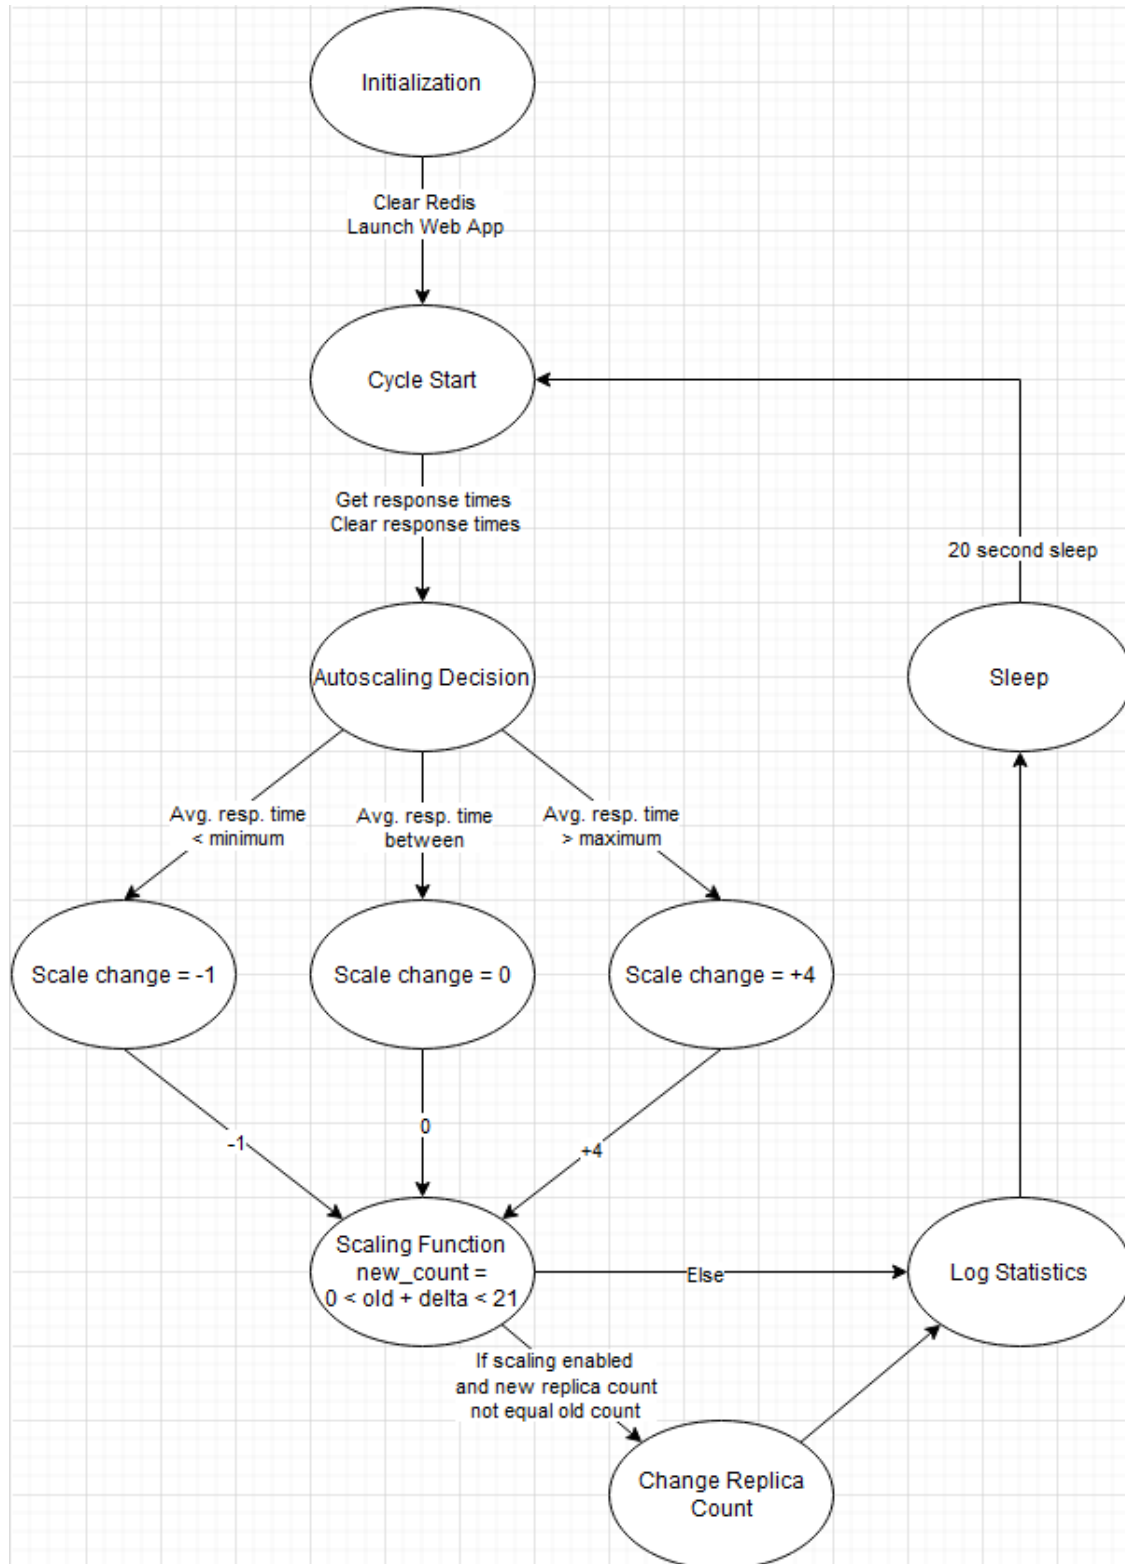 Initialization
Clear Redis
Launch Web App
Cycle Start
Get response times
Clear response times
20 second sleep
Autoscaling Decision
Sleep
Avg. resp. time
< minimum
Avg. resp. time
between
Avg. resp. time
> maximum
Scale change = -1
Scale change = 0
Scale change = +4
-1
0
+4
Scaling Function
new_count =
0 < old + delta < 21
Else
Log Statistics
If scaling enabled
and new replica count
not equal old count
Change Replica
Count